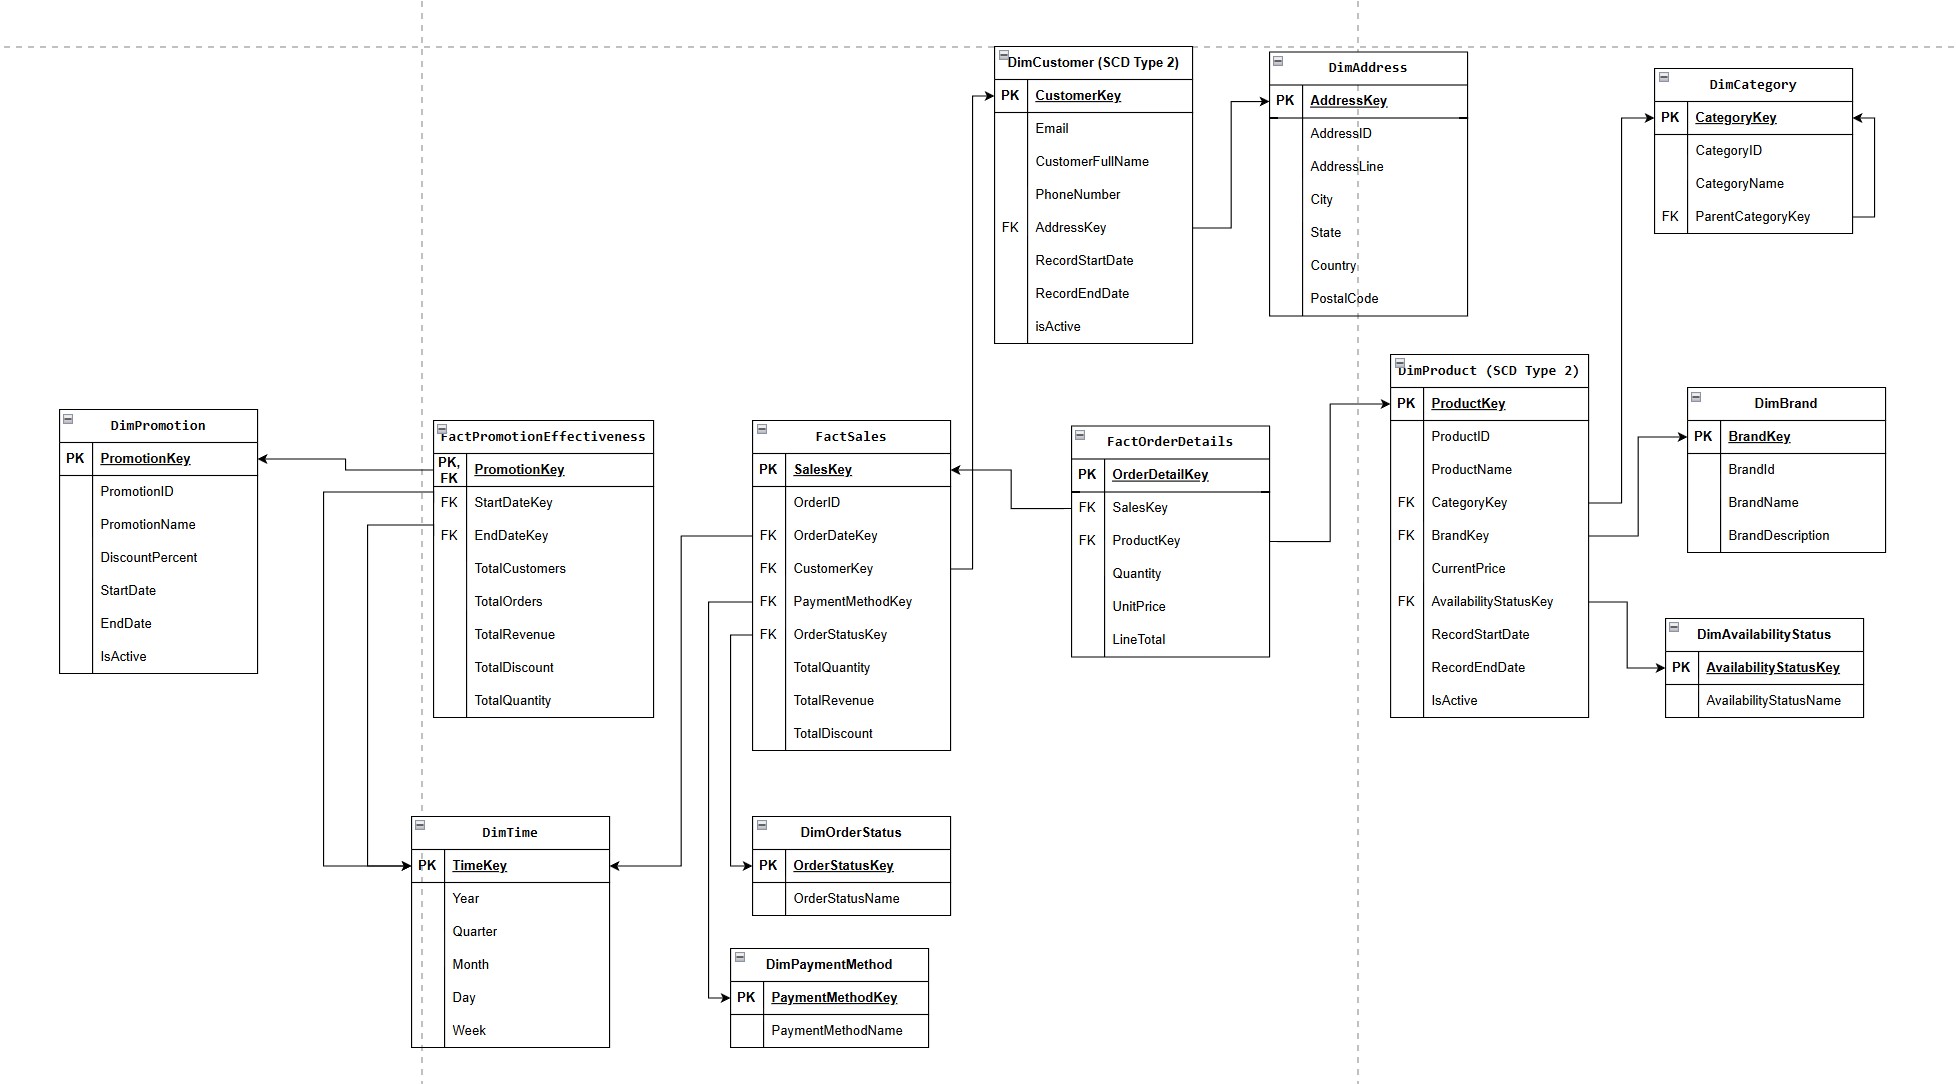 DimCustomer (SCD Type 2)
PK CustomerKey
Email
CustomerFullName
PhoneNumber
FK AddressKey
RecordStartDate
RecordEndDate
isActive
DimAddress
PK AddressKey
AddressID
AddressLine
City
State
Country
PostalCode
DimCategory
PK CategoryKey
CategoryID
CategoryName
FK ParentCategoryKey
DimPromotion
PK PromotionKey
PromotionID
PromotionName
DiscountPercent
StartDate
EndDate
IsActive
FactPromotionEffectiveness
PK, FK PromotionKey
FK StartDateKey
FK EndDateKey
TotalCustomers
TotalOrders
TotalRevenue
TotalDiscount
TotalQuantity
FactSales
PK SalesKey
OrderID
FK OrderDateKey
FK CustomerKey
FK PaymentMethodKey
FK OrderStatusKey
TotalQuantity
TotalRevenue
TotalDiscount
FactOrderDetails
PK OrderDetailKey
FK SalesKey
FK ProductKey
Quantity
UnitPrice
LineTotal
DimProduct (SCD Type 2)
PK ProductKey
ProductID
ProductName
FK CategoryKey
FK BrandKey
CurrentPrice
FK AvailabilityStatusKey
RecordStartDate
RecordEndDate
IsActive
DimBrand
PK BrandKey
BrandId
BrandName
BrandDescription
DimAvailabilityStatus
PK AvailabilityStatusKey
AvailabilityStatusName
DimTime
PK TimeKey
Year
Quarter
Month
Day
Week
DimOrderStatus
PK OrderStatusKey
OrderStatusName
DimPaymentMethod
PK PaymentMethodKey
PaymentMethodName